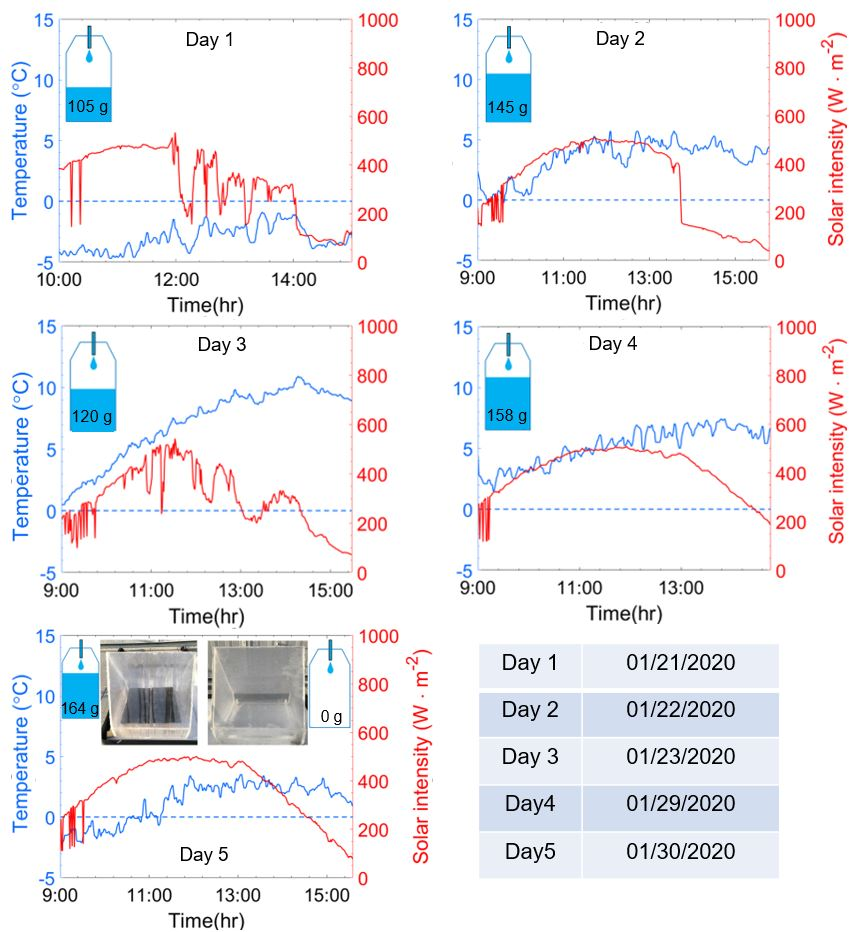 Day 1
105 g
Temperature (°C)
15
10
5
0
-5
1000
800
600
400
200
0
10:00 12:00 14:00
Time(hr)
Day 2
145 g
15
10
5
0
-5
1000
800
600
400
200
0
Solar intensity (W · m-2)
9:00 11:00 13:00 15:00
Time(hr)
Day 3
120 g
Temperature (°C)
15
10
5
0
-5
1000
800
600
400
200
0
9:00 11:00 13:00 15:00
Time(hr)
Day 4
158 g
15
10
5
0
-5
1000
800
600
400
200
0
Solar intensity (W · m-2)
9:00 11:00 13:00
Time(hr)
164 g
0 g
Temperature (°C)
15
10
5
0
-5
1000
800
600
400
200
0
Solar intensity (W · m-2)
Day 5
9:00 11:00 13:00 15:00
Time(hr)
Day 1 01/21/2020
Day 2 01/22/2020
Day 3 01/23/2020
Day4 01/29/2020
Day5 01/30/2020